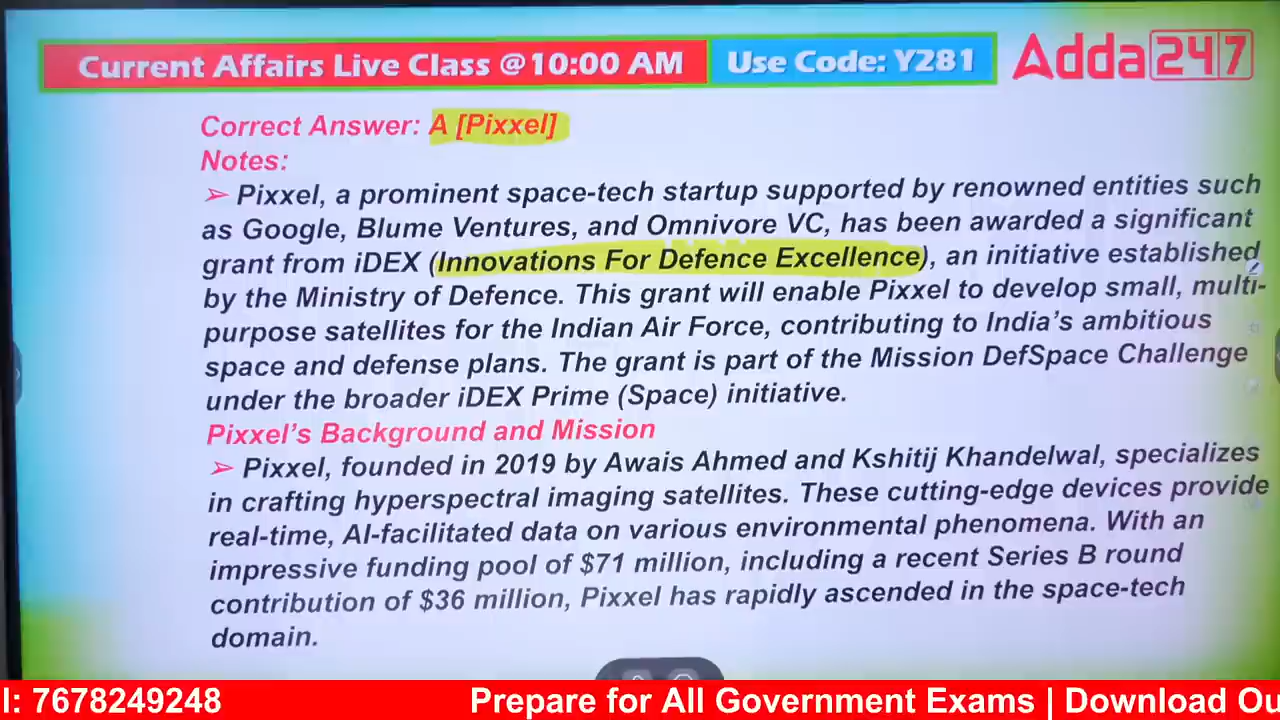 Current Affairs Live Class @10:00 AM
Use Code: Y281
Adda247
Correct Answer: A [Pixxel]
Notes:
➢ Pixxel, a prominent space-tech startup supported by renowned entities such
as Google, Blume Ventures, and Omnivore VC, has been awarded a significant
grant from iDEX (Innovations For Defence Excellence), an initiative established
by the Ministry of Defence. This grant will enable Pixxel to develop small, multi-
purpose satellites for the Indian Air Force, contributing to India's ambitious
space and defense plans. The grant is part of the Mission DefSpace Challenge
under the broader iDEX Prime (Space) initiative.
Pixxel's Background and Mission
➢ Pixxel, founded in 2019 by Awais Ahmed and Kshitij Khandelwal, specializes
in crafting hyperspectral imaging satellites. These cutting-edge devices provide
real-time, AI-facilitated data on various environmental phenomena. With an
impressive funding pool of $71 million, including a recent Series B round
contribution of $36 million, Pixxel has rapidly ascended in the space-tech
domain.
l: 7678249248 Prepare for All Government Exams | Download Ou